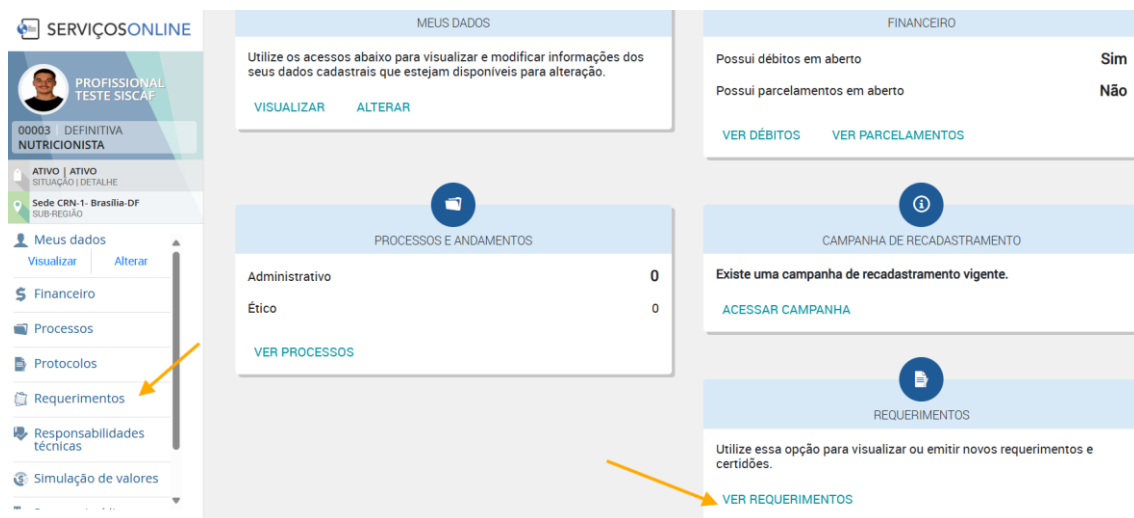 SERVIÇOSONLINE
PROFISSIONAL
TESTE SISCAF
00003 DEFINITIVA
NUTRICIONISTA
ATIVO | ATIVO
SITUAÇÃO | DETALHE
Sede CRN-1- Brasília-DF
SUB-REGIÃO
Meus dados
Visualizar Alterar
Financeiro
Processos
Protocolos
Requerimentos
Responsabilidades
técnicas
Simulação de valores
MEUS DADOS
Utilize os acessos abaixo para visualizar e modificar informações dos
seus dados cadastrais que estejam disponíveis para alteração.
VISUALIZAR ALTERAR
PROCESSOS E ANDAMENTOS
Administrativo 0
Ético 0
VER PROCESSOS
FINANCEIRO
Possui débitos em aberto Sim
Possui parcelamentos em aberto Não
VER DÉBITOS VER PARCELAMENTOS
CAMPANHA DE RECADASTRAMENTO
Existe uma campanha de recadastramento vigente.
ACESSAR CAMPANHA
REQUERIMENTOS
Utilize essa opção para visualizar ou emitir novos requerimentos e
certidões.
VER REQUERIMENTOS